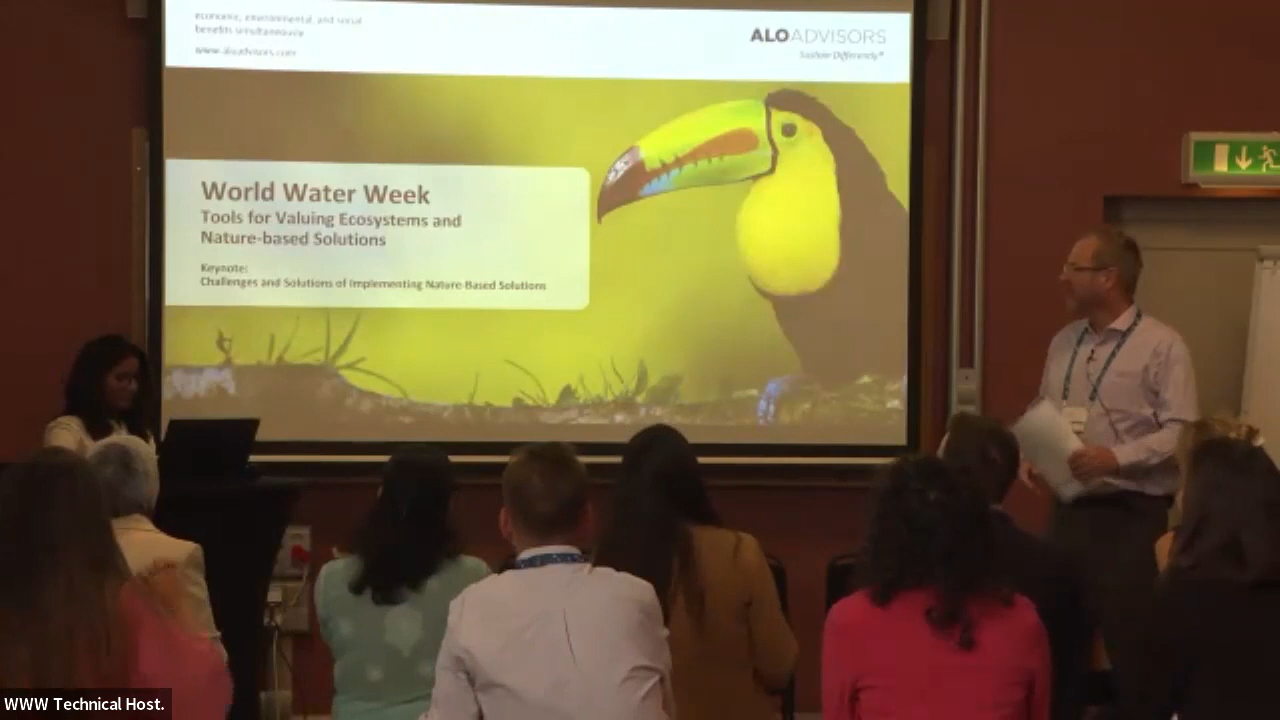 economic, environmental, and social
benefits simultaneously
www.aloadvisors.com
ALOADVISORS
Sustain Differently®
World Water Week
Tools for Valuing Ecosystems and
Nature-based Solutions
Keynote:
Challenges and Solutions of Implementing Nature-Based Solutions
WWW Technical Host.